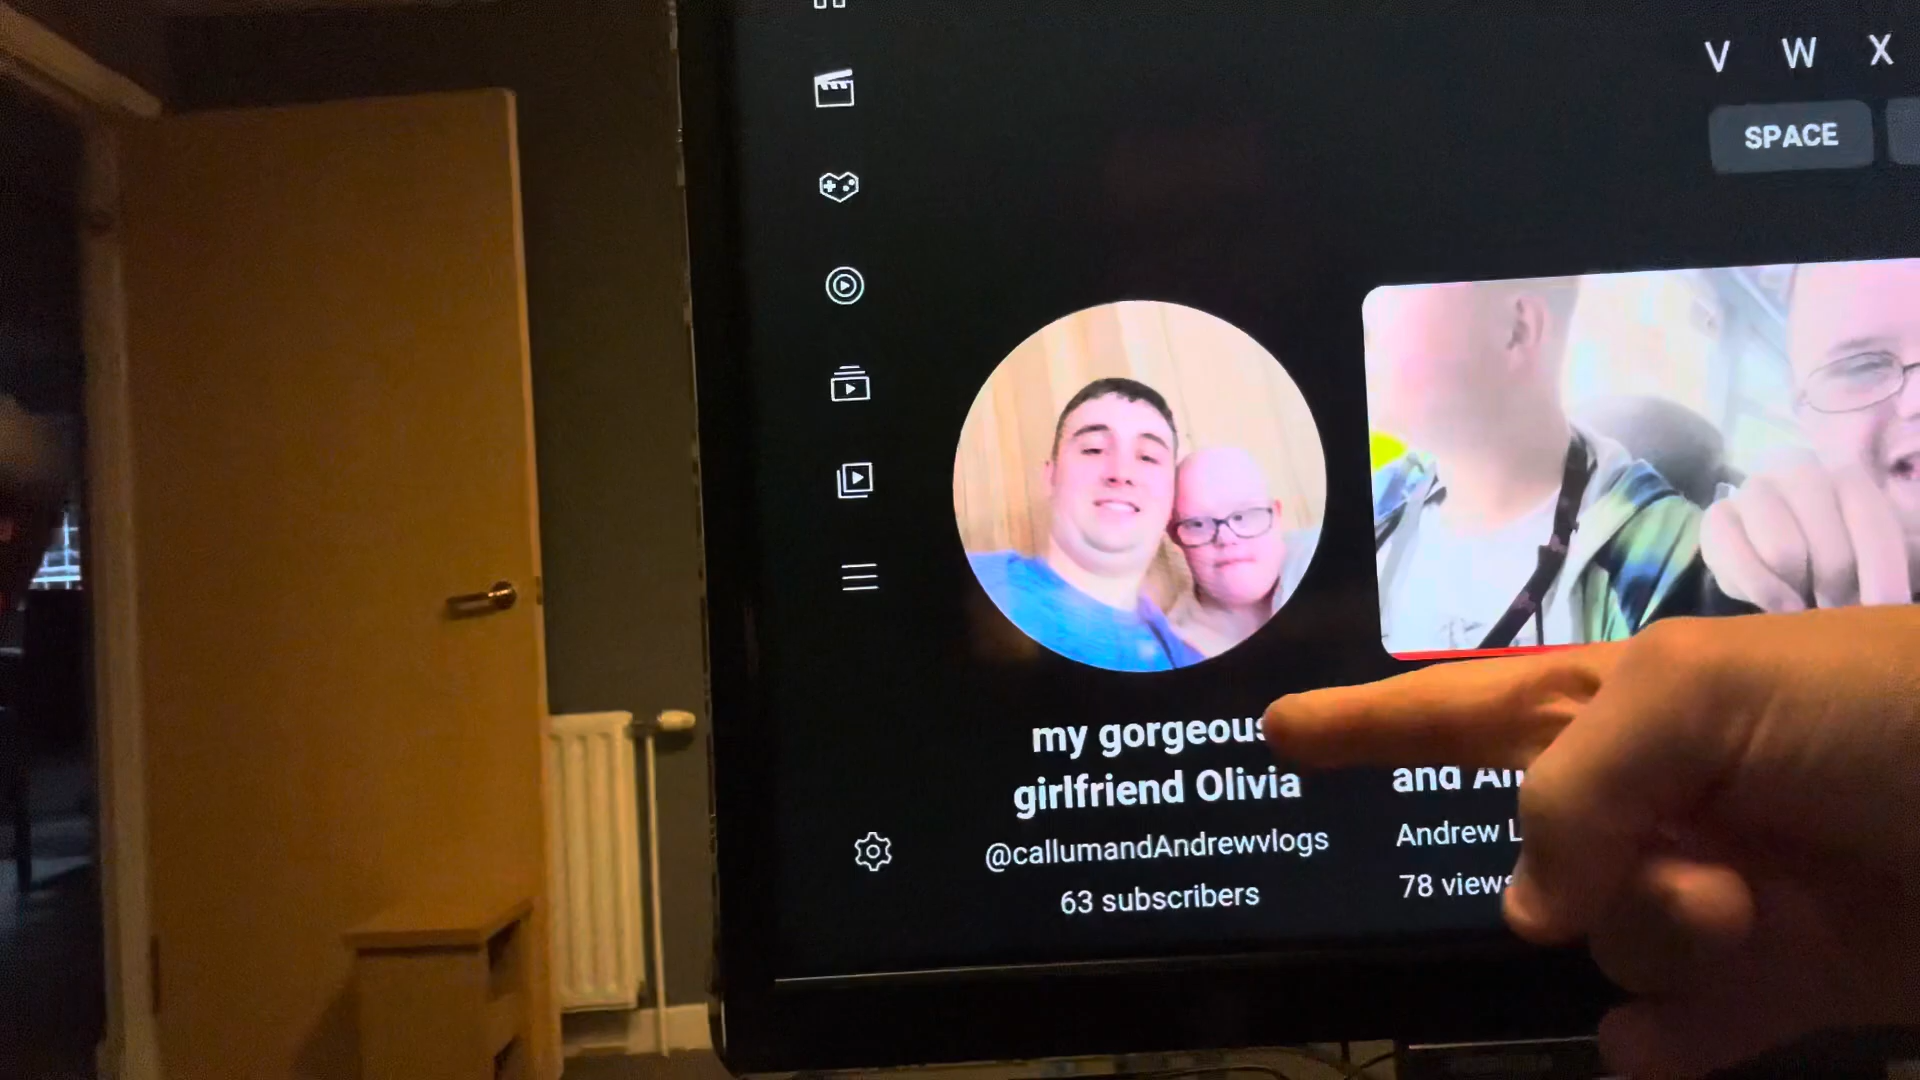 V W X
SPACE
my gorgeous
girlfriend Olivia
@callumandAndrewvlogs
63 subscribers
and
Andrew
78 views